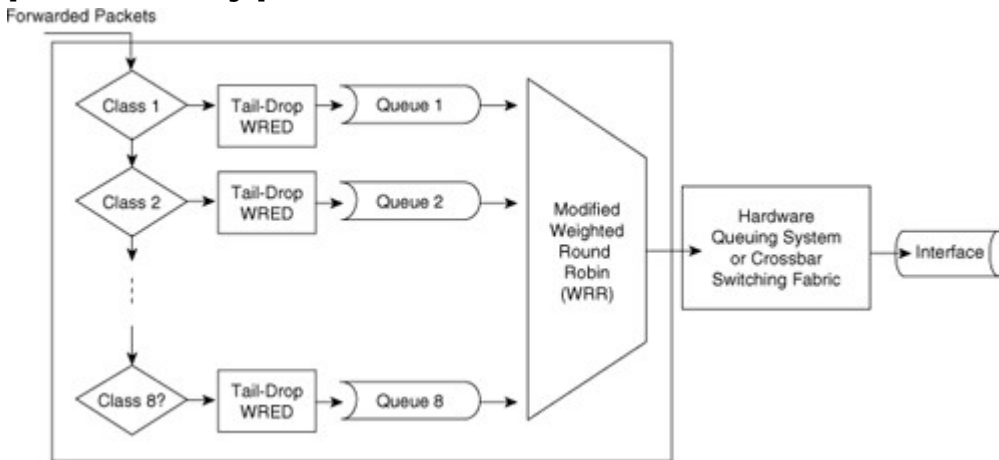 Forwarded Packets
Class 1
Tail-Drop
WRED
Queue 1
Class 2
Tail-Drop
WRED
Queue 2
Modified
Weighted
Round
Robin
(WRR)
Hardware
Queuing System
or Crossbar
Switching Fabric
Interface
Class 8?
Tail-Drop
WRED
Queue 8